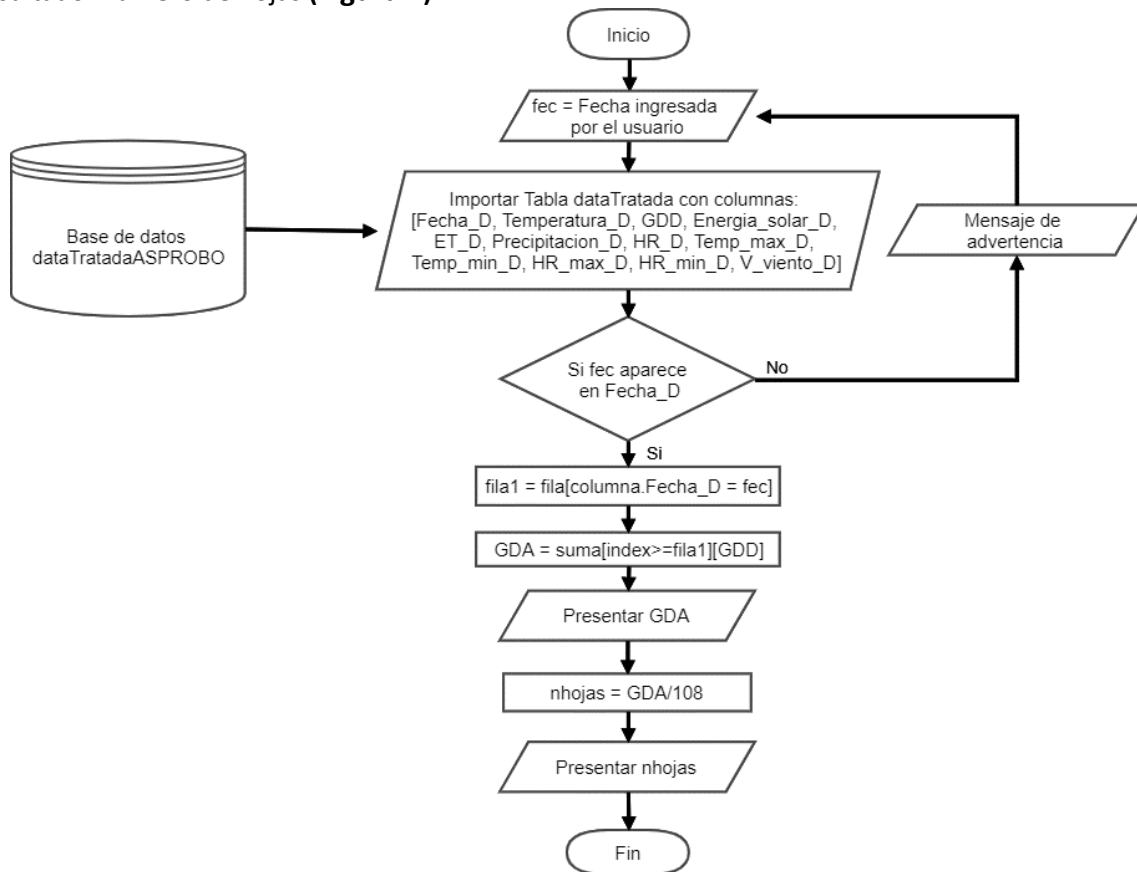 Inicio
fec = Fecha ingresada
por el usuario
Importar Tabla dataTratada con columnas:
[Fecha_D, Temperatura_D, GDD, Energia_solar_D,
ET_D, Precipitacion_D, HR_D, Temp_max_D,
Temp_min_D, HR_max_D, HR_min_D, V_viento_D]
Base de datos
dataTratadaASPROBO
Mensaje de
advertencia
Si fec aparece
en Fecha_D
No
Si
fila1 = fila[columna.Fecha_D = fec]
GDA = suma[index>=fila1][GDD]
Presentar GDA
nhojas = GDA/108
Presentar nhojas
Fin